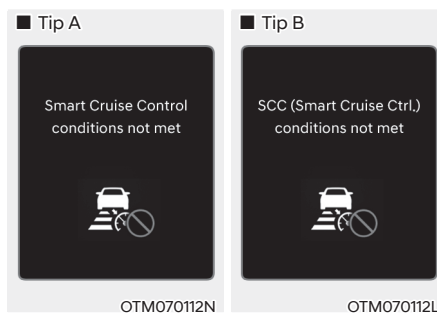 ■ Tip A
Smart Cruise Control
conditions not met
OTM070112N
■ Tip B
SCC (Smart Cruise Ctrl.)
conditions not met
OTM070112L